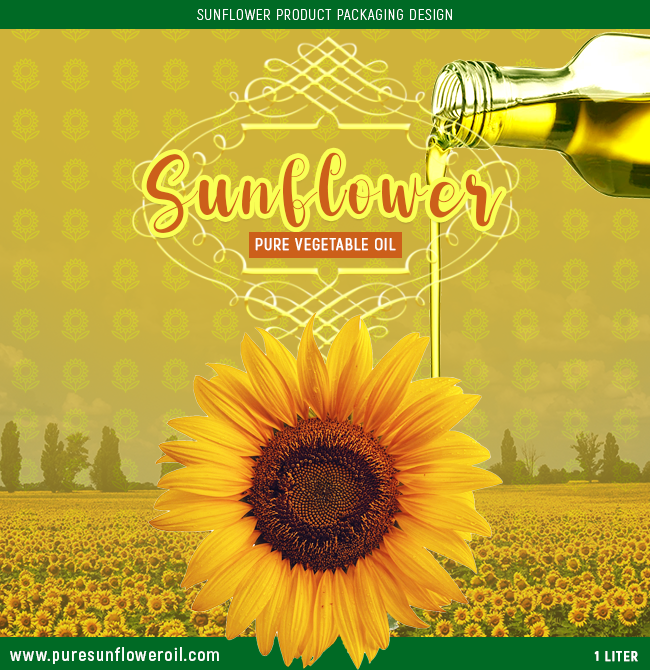 SUNFLOWER PRODUCT PACKAGING DESIGN
Sunflower
PURE VEGETABLE OIL
www.puresunfloweroil.com
1 LITER